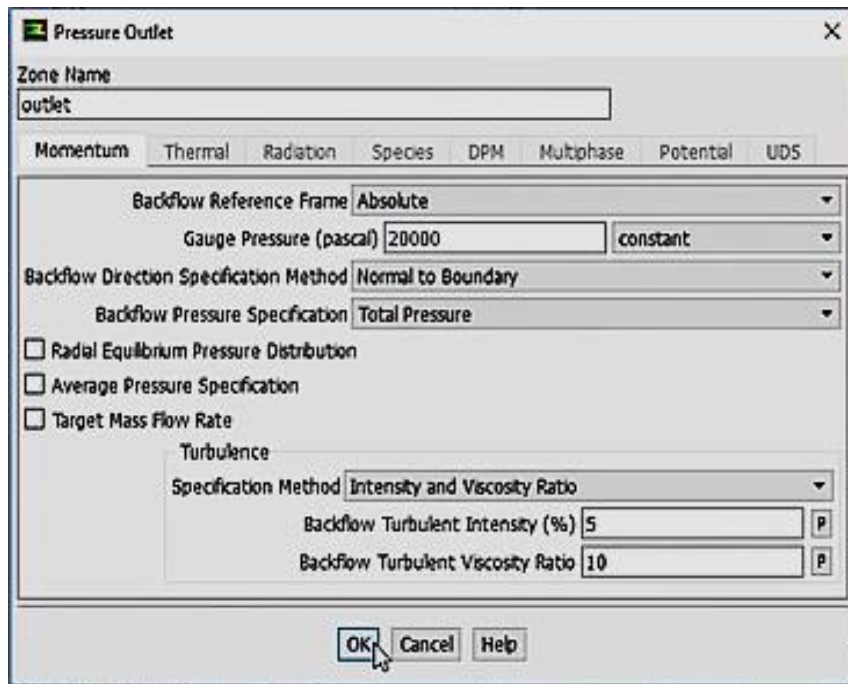 Pressure Outlet
Zone Name
outlet
Momentum Thermal Radiation Species DPM Multiphase Potential UDS
Backflow Reference Frame Absolute
Gauge Pressure (pascal) 20000 constant
Backflow Direction Specification Method Normal to Boundary
Backflow Pressure Specification Total Pressure
Radial Equilibrium Pressure Distribution
Average Pressure Specification
Target Mass Flow Rate
Turbulence
Specification Method Intensity and Viscosity Ratio
Backflow Turbulent Intensity (%) 5 P
Backflow Turbulent Viscosity Ratio 10 P
OK Cancel Help